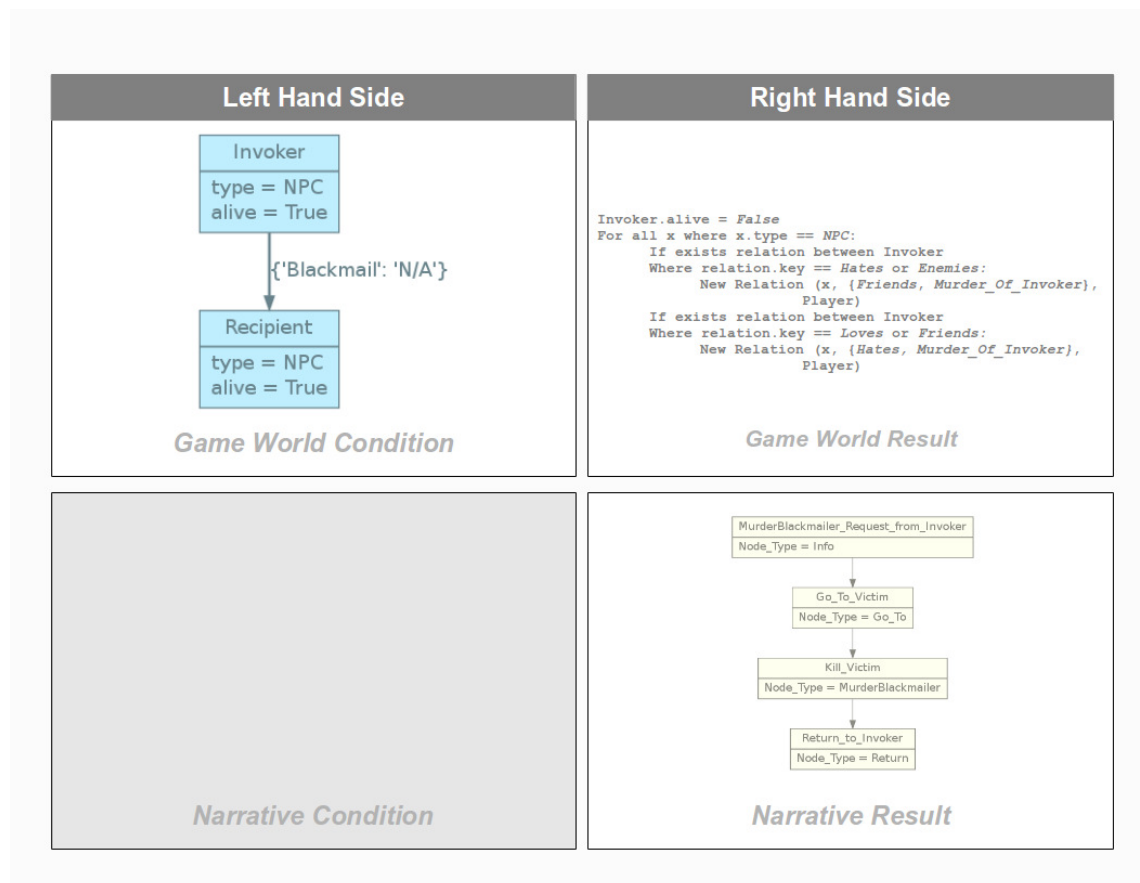 Left Hand Side
Invoker
type = NPC
alive = True
{'Blackmail': 'N/A'}
Recipient
type = NPC
alive = True
Game World Condition
Right Hand Side
Invoker.alive = False
For all x where x.type == NPC:
If exists relation between Invoker
Where relation.key == Hates or Enemies:
New Relation (x, {Friends, Murder_Of_Invoker},
Player)
If exists relation between Invoker
Where relation.key == Loves or Friends:
New Relation (x, {Hates, Murder_Of_Invoker},
Player)
Game World Result
Narrative Condition
MurderBlackmailer_Request_from_Invoker
Node_Type = Info
Go_To_Victim
Node_Type = Go_To
Kill_Victim
Node_Type = MurderBlackmailer
Return_to_Invoker
Node_Type = Return
Narrative Result